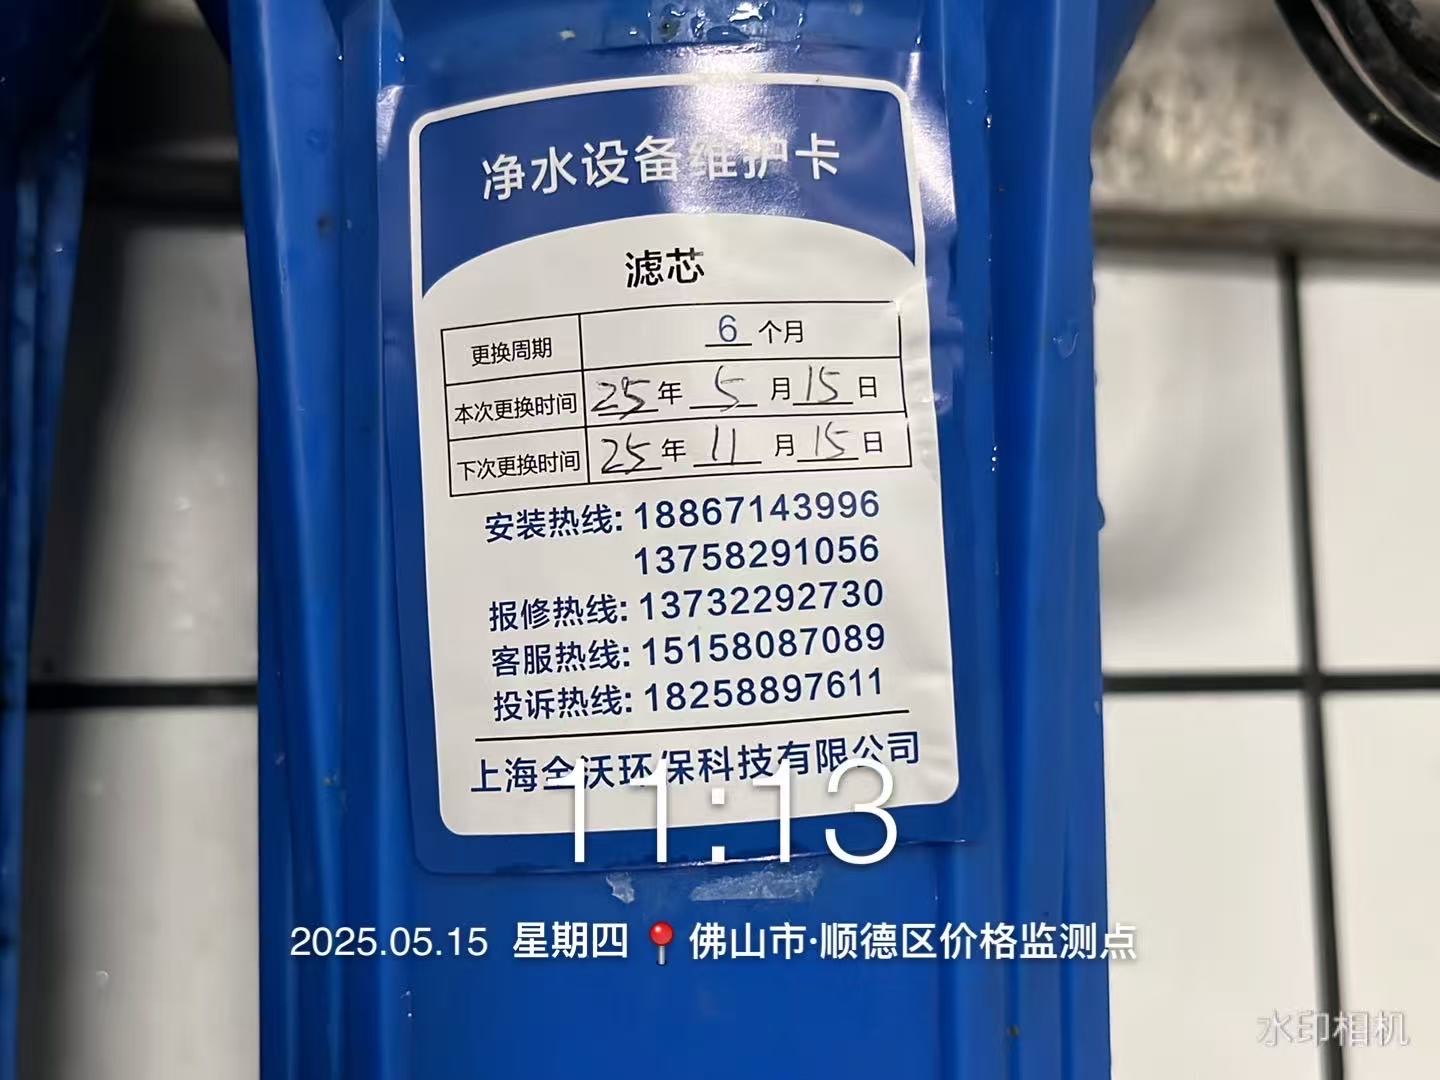 净水设备维护卡
滤芯
更换周期 6 个月
本次更换时间 25 年 5 月 15 日
下次更换时间 25 年 11 月 15 日
安装热线: 18867143996
13758291056
报修热线: 13732292730
客服热线: 15158087089
投诉热线: 18258897611
上海全沃环保科技有限公司
11:13
2025.05.15 星期四 佛山市·顺德区价格监测点
水印相机